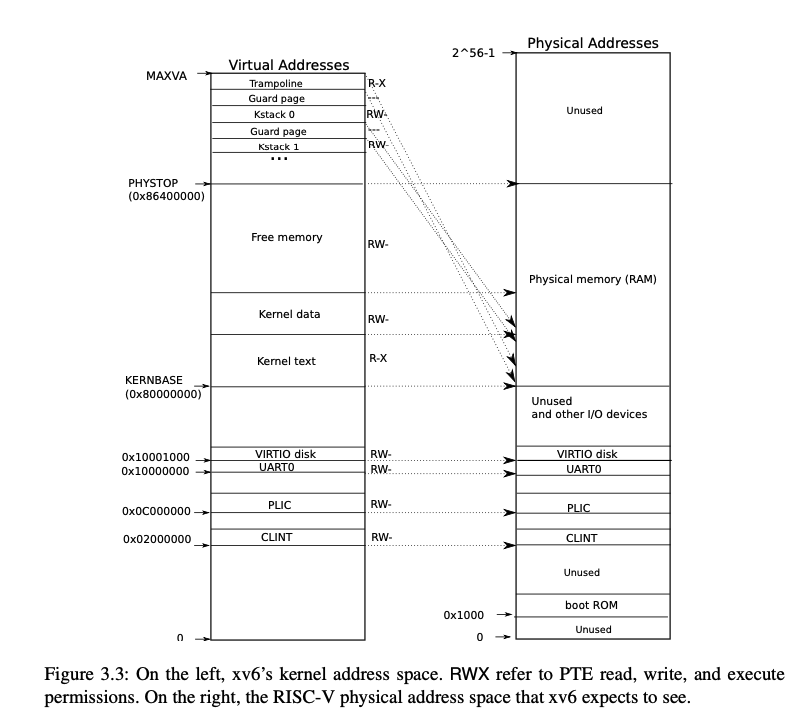 Physical Addresses
2^56-1
Virtual Addresses
MAXVA
Trampoline
R-X
Guard page
---
Unused
Kstack 0
RW-
Guard page
---
Kstack 1
RW-
...
PHYSTOP
(0x86400000)
Free memory
RW-
Physical memory (RAM)
Kernel data
RW-
Kernel text
R-X
KERNBASE
(0x80000000)
Unused
and other I/O devices
0x10001000
VIRTIO disk
RW-
VIRTIO disk
0x10000000
UART0
RW-
UART0
0x0C000000
PLIC
RW-
PLIC
0x02000000
CLINT
RW-
CLINT
Unused
boot ROM
0x1000
Unused
0
0
Figure 3.3: On the left, xv6's kernel address space. RWX refer to PTE read, write, and execute
permissions. On the right, the RISC-V physical address space that xv6 expects to see.